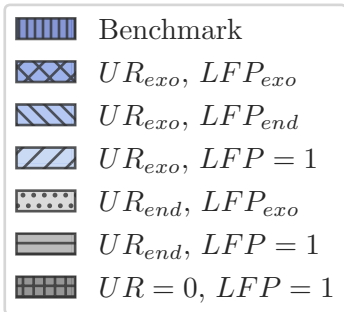 Benchmark
UR_exo, LFP_exo
UR_exo, LFP_end
UR_exo, LFP = 1
UR_end, LFP_exo
UR_end, LFP = 1
UR = 0, LFP = 1